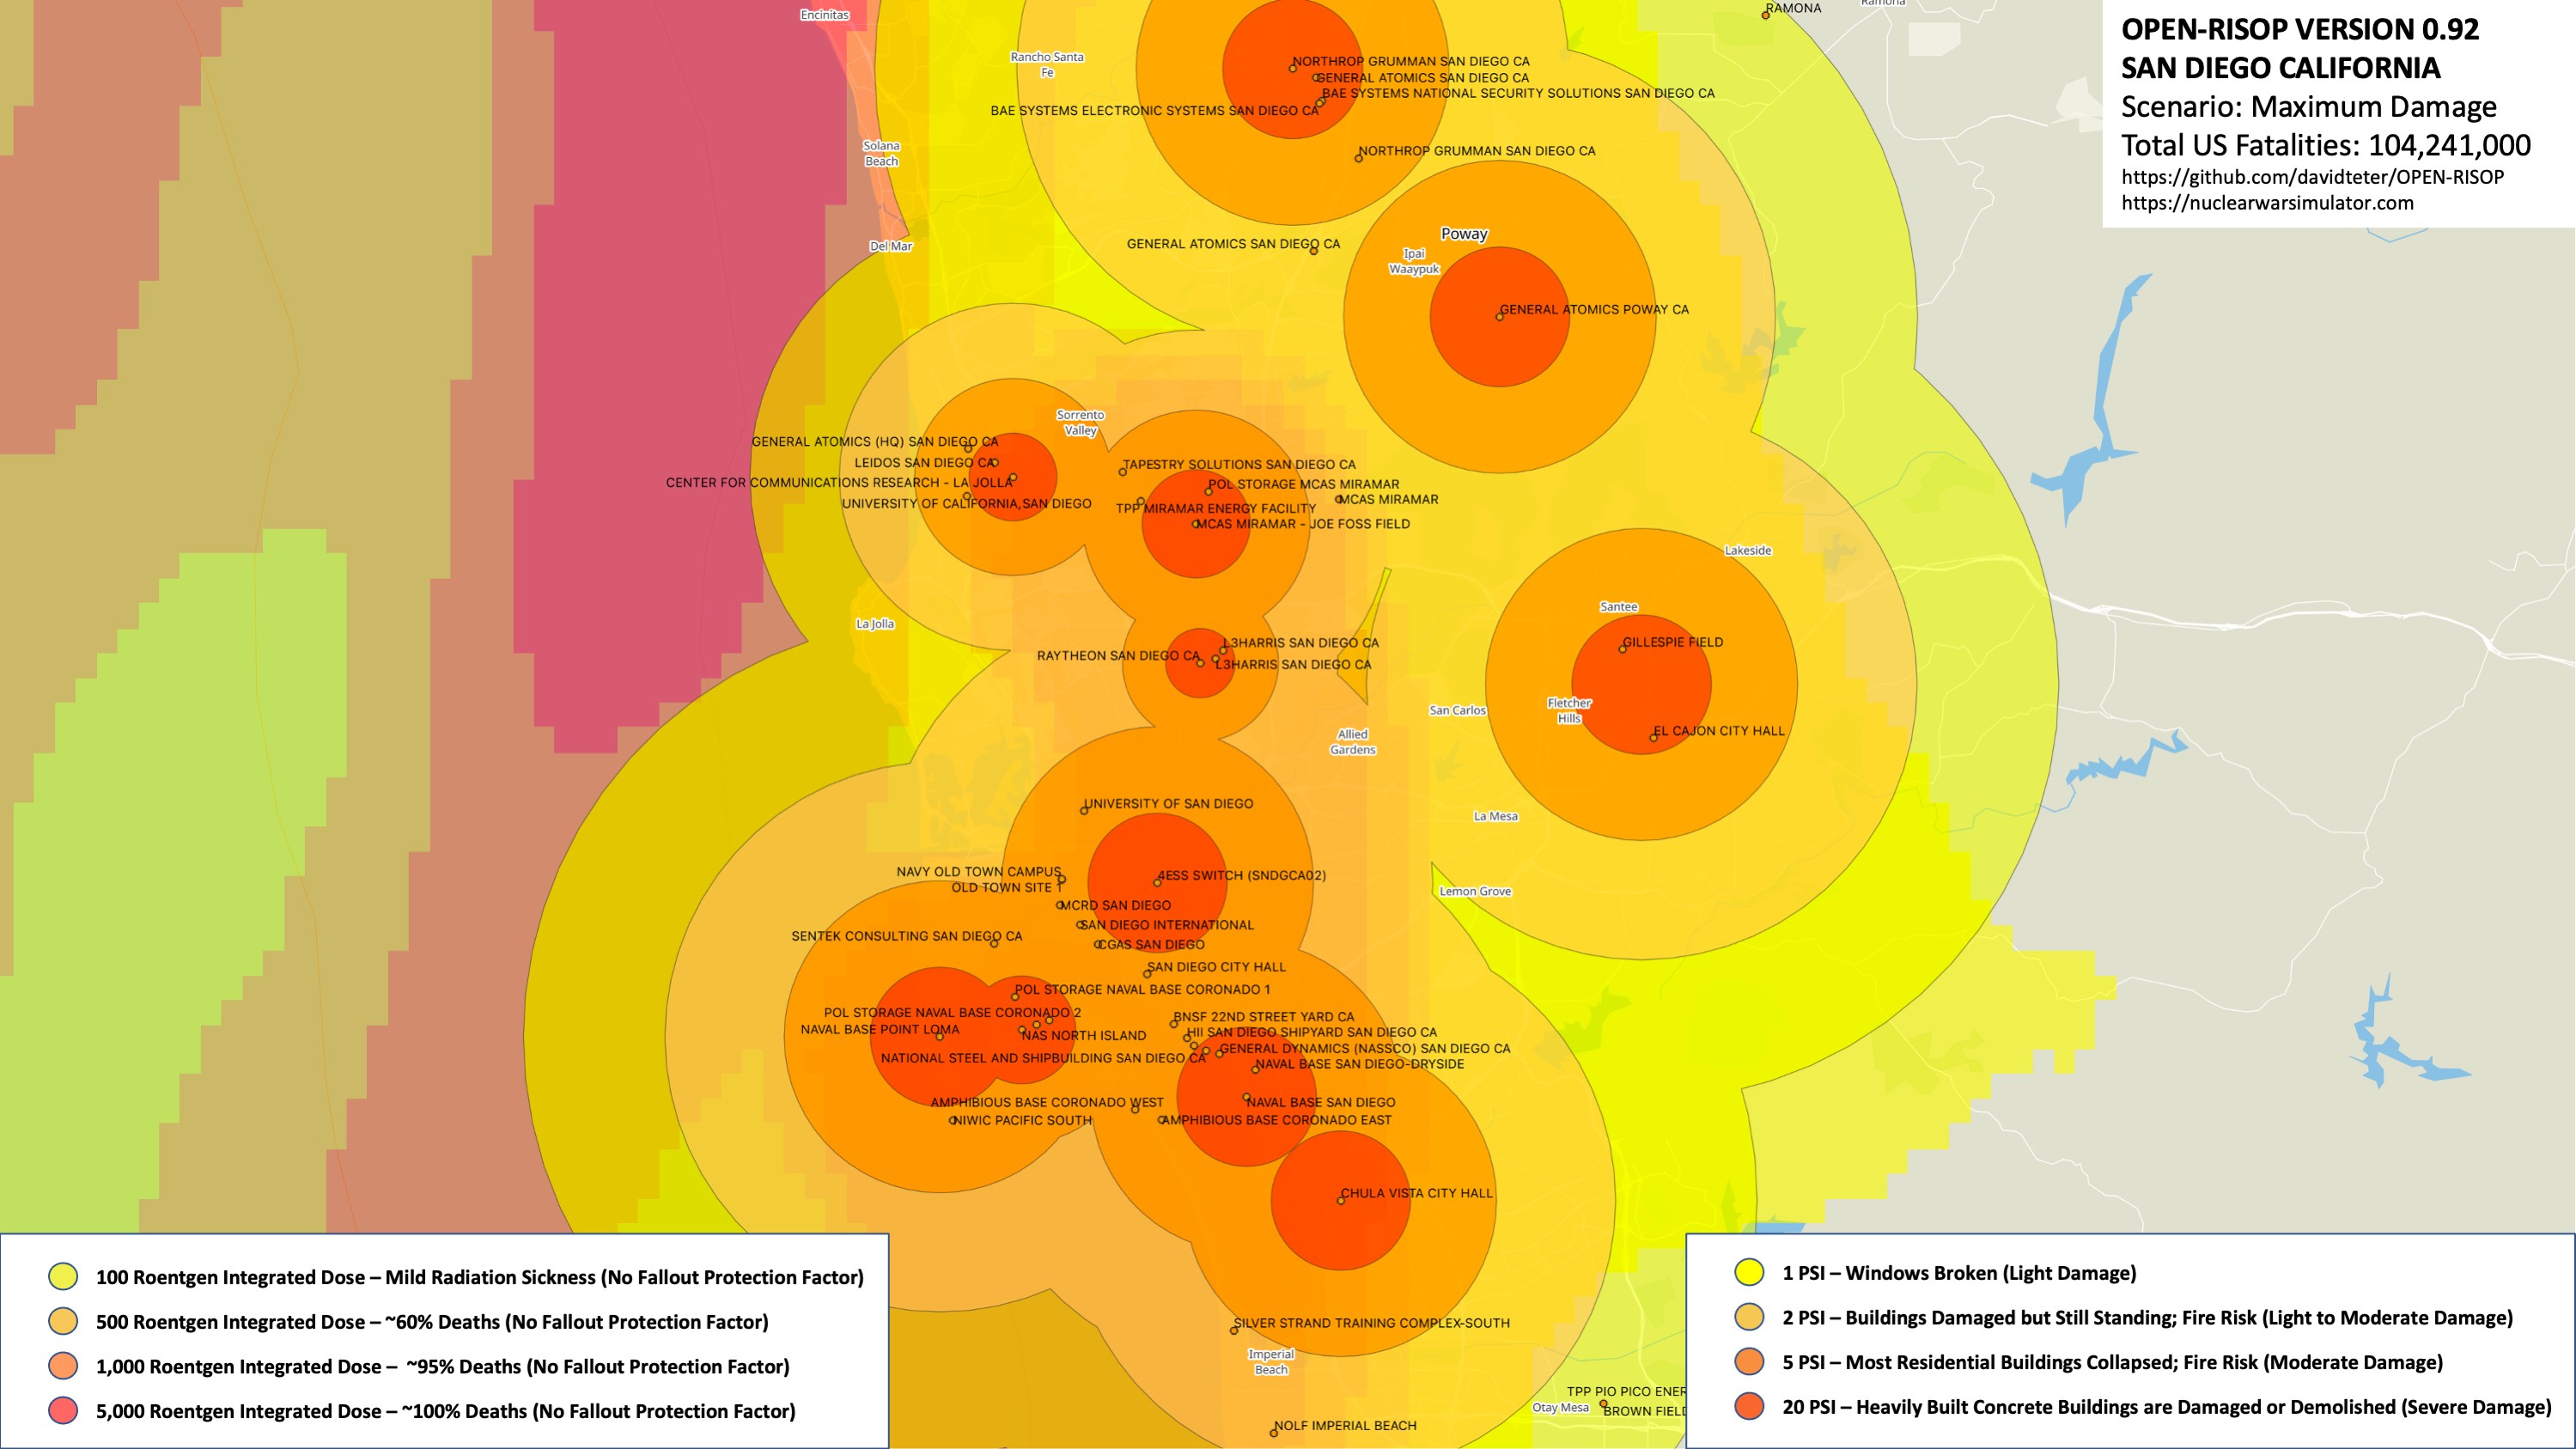 OPEN-RISOP VERSION 0.92
SAN DIEGO CALIFORNIA
Scenario: Maximum Damage
Total US Fatalities: 104,241,000
https://github.com/davidteter/OPEN-RISOP
https://nuclearwarsimulator.com
Encinitas
RAMONA
Ramona
Rancho Santa
Fe
NORTHROP GRUMMAN SAN DIEGO CA
GENERAL ATOMICS SAN DIEGO CA
BAE SYSTEMS NATIONAL SECURITY SOLUTIONS SAN DIEGO CA
BAE SYSTEMS ELECTRONIC SYSTEMS SAN DIEGO CA
Solana
Beach
NORTHROP GRUMMAN SAN DIEGO CA
Del Mar
GENERAL ATOMICS SAN DIEGO CA
Poway
Ipai
Waaypuk
GENERAL ATOMICS POWAY CA
Sorrento
Valley
GENERAL ATOMICS (HQ) SAN DIEGO CA
LEIDOS SAN DIEGO CA
CENTER FOR COMMUNICATIONS RESEARCH - LA JOLLA
UNIVERSITY OF CALIFORNIA, SAN DIEGO
TAPESTRY SOLUTIONS SAN DIEGO CA
POL STORAGE MCAS MIRAMAR
MCAS MIRAMAR
TPP MIRAMAR ENERGY FACILITY
MCAS MIRAMAR - JOE FOSS FIELD
Lakeside
La Jolla
Santee
L3HARRIS SAN DIEGO CA
RAYTHEON SAN DIEGO CA
L3HARRIS SAN DIEGO CA
GILLESPIE FIELD
San Carlos
Fletcher
Hills
EL CAJON CITY HALL
Allied
Gardens
UNIVERSITY OF SAN DIEGO
La Mesa
NAVY OLD TOWN CAMPUS
OLD TOWN SITE 1
4ESS SWITCH (SNDGCA02)
Lemon Grove
MCRD SAN DIEGO
SAN DIEGO INTERNATIONAL
SENTEK CONSULTING SAN DIEGO CA
CGAS SAN DIEGO
SAN DIEGO CITY HALL
POL STORAGE NAVAL BASE CORONADO 1
POL STORAGE NAVAL BASE CORONADO 2
BNSF 22ND STREET YARD CA
NAVAL BASE POINT LOMA
NAS NORTH ISLAND
HII SAN DIEGO SHIPYARD SAN DIEGO CA
GENERAL DYNAMICS (NASSCO) SAN DIEGO CA
NATIONAL STEEL AND SHIPBUILDING SAN DIEGO CA
NAVAL BASE SAN DIEGO-DRYSIDE
AMPHIBIOUS BASE CORONADO WEST
NAVAL BASE SAN DIEGO
NIWIC PACIFIC SOUTH
AMPHIBIOUS BASE CORONADO EAST
CHULA VISTA CITY HALL
SILVER STRAND TRAINING COMPLEX-SOUTH
Imperial
Beach
TPP PIO PICO ENER
Otay Mesa
BROWN FIELD
NOLF IMPERIAL BEACH
100 Roentgen Integrated Dose – Mild Radiation Sickness (No Fallout Protection Factor)
500 Roentgen Integrated Dose – ~60% Deaths (No Fallout Protection Factor)
1,000 Roentgen Integrated Dose – ~95% Deaths (No Fallout Protection Factor)
5,000 Roentgen Integrated Dose – ~100% Deaths (No Fallout Protection Factor)
1 PSI – Windows Broken (Light Damage)
2 PSI – Buildings Damaged but Still Standing; Fire Risk (Light to Moderate Damage)
5 PSI – Most Residential Buildings Collapsed; Fire Risk (Moderate Damage)
20 PSI – Heavily Built Concrete Buildings are Damaged or Demolished (Severe Damage)